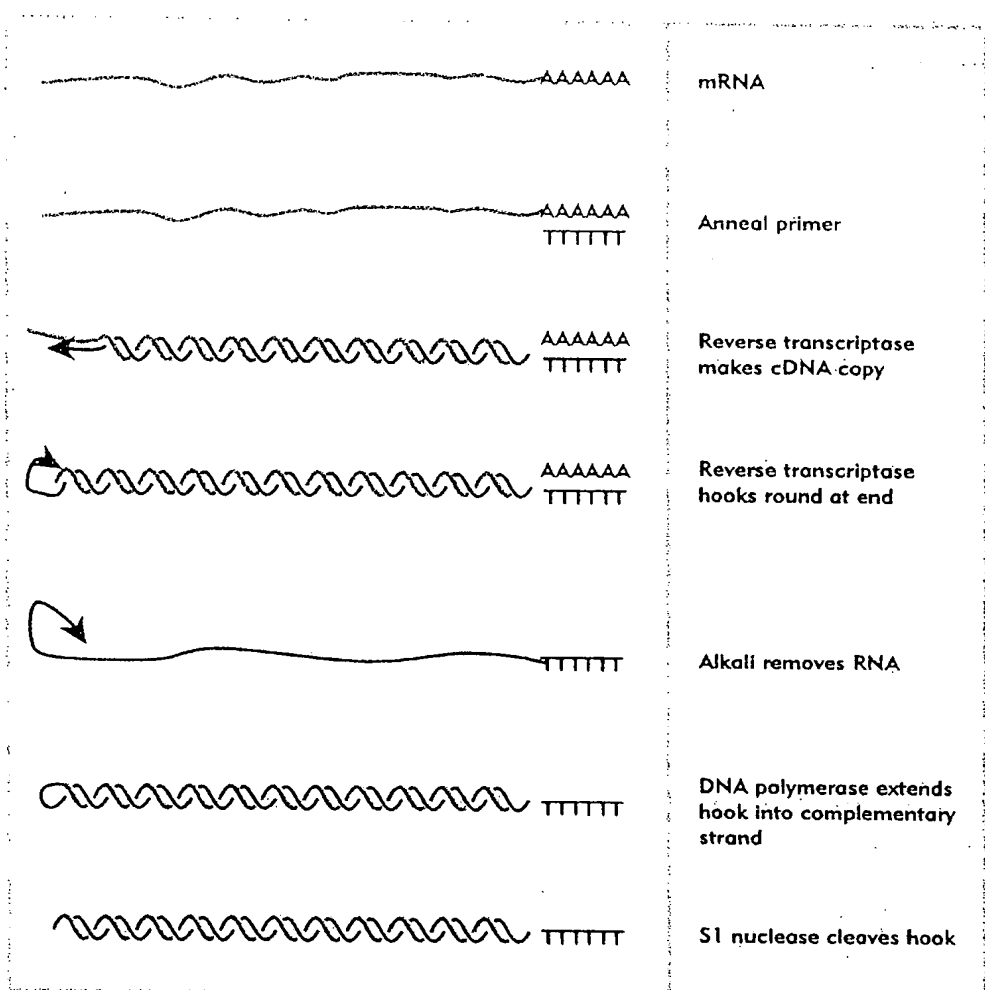 AAAAAA mRNA
AAAAAA
TTTTTT
Anneal primer
AAAAAA
TTTTTT
Reverse transcriptase
makes cDNA copy
AAAAAA
TTTTTT
Reverse transcriptase
hooks round at end
TTTTTT
Alkali removes RNA
TTTTTT
DNA polymerase extends
hook into complementary
strand
TTTTTT
S1 nuclease cleaves hook